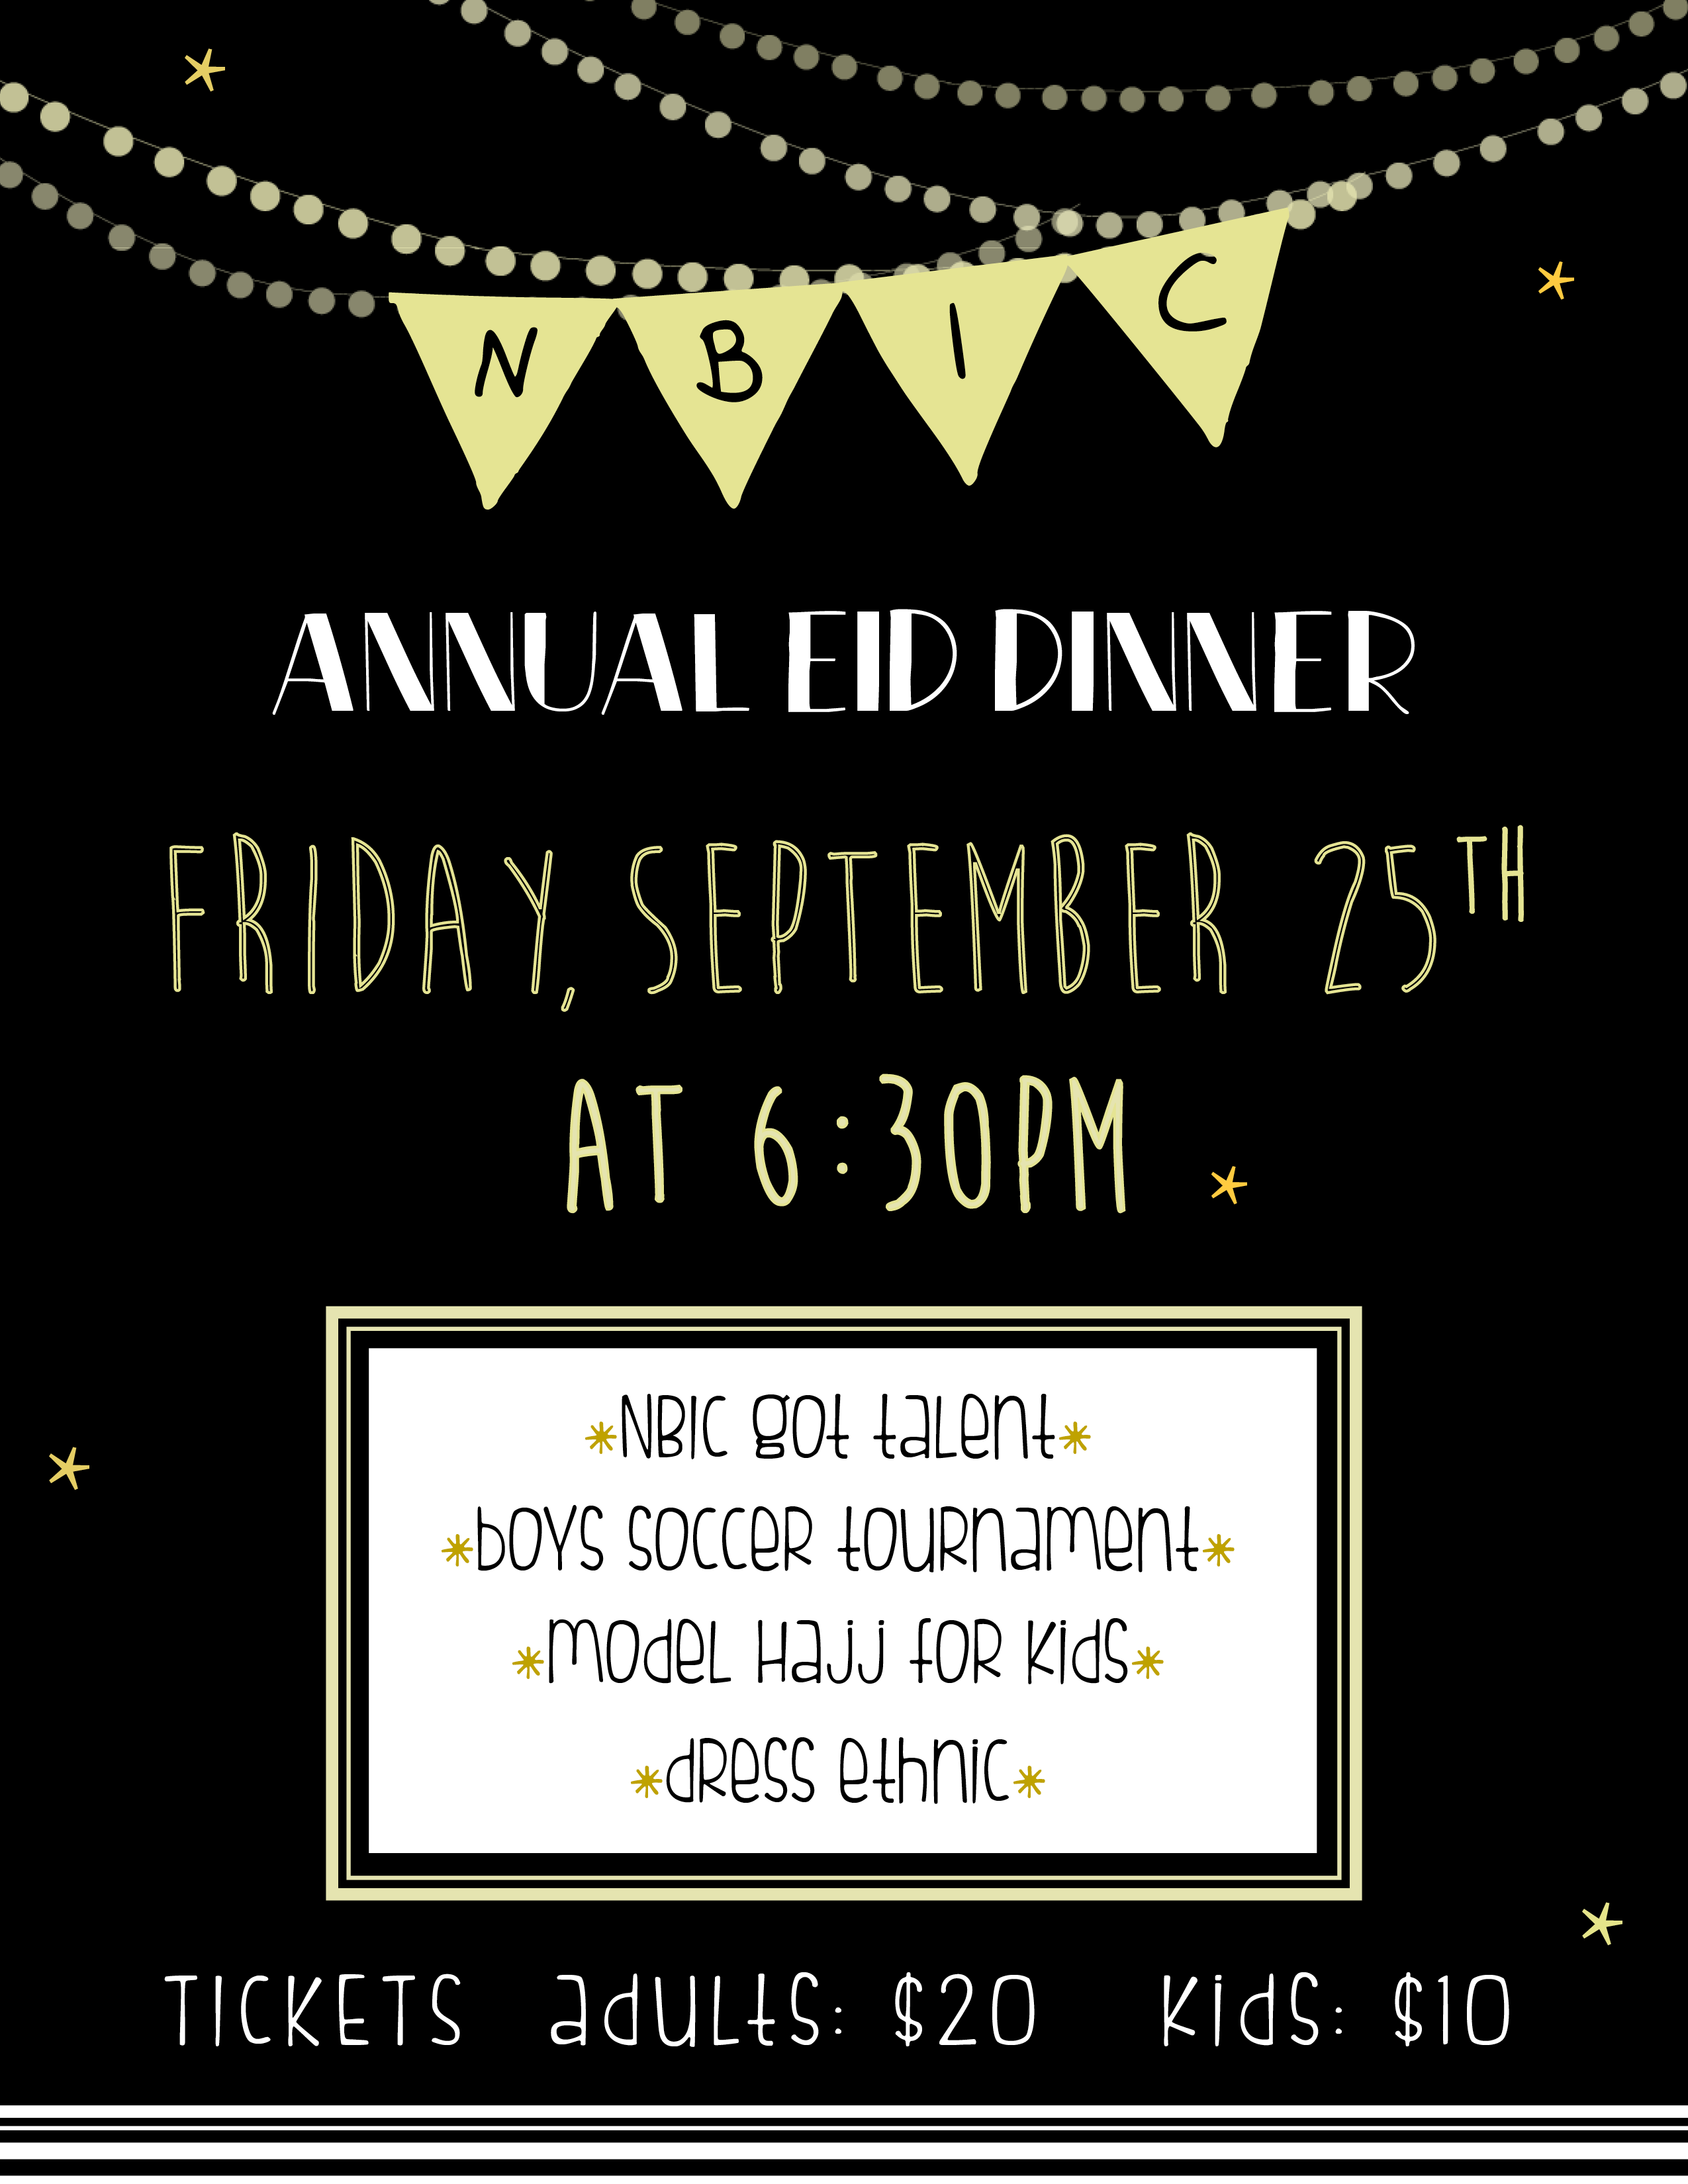 NBIC
ANNUAL EID DINNER
FRIDAY, SEPTEMBER 25TH
AT 6:30PM
*NBIC got talent*
*boys soccer tournament*
*model Hajj for kids*
*dress ethnic*
TICKETS adults: $20 kids: $10